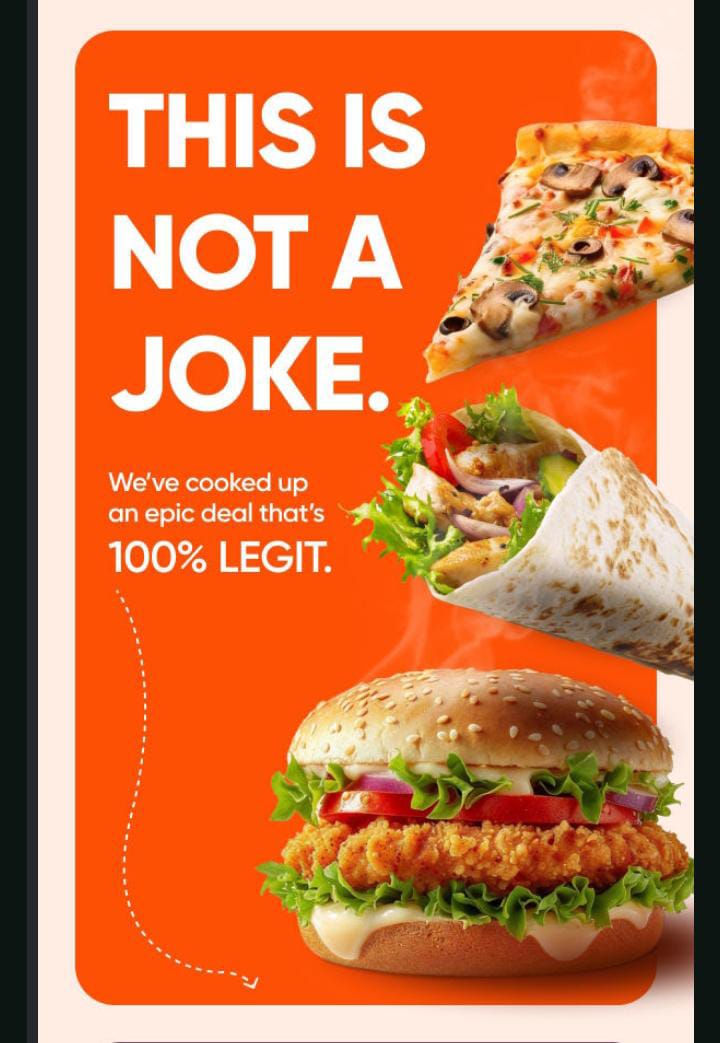 THIS IS
NOT A
JOKE.
We've cooked up
an epic deal that's
100% LEGIT.